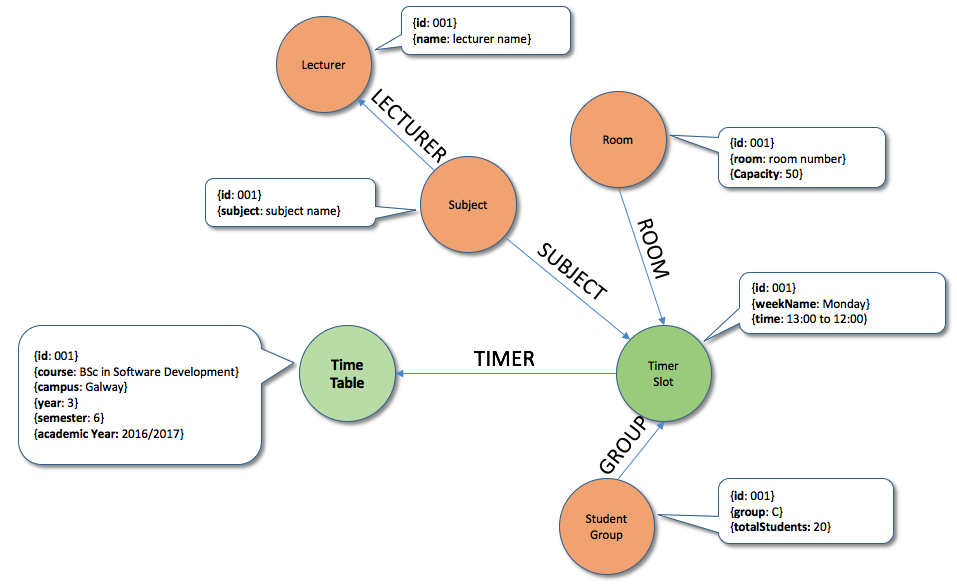 {id: 001}
{name: lecturer name}
Lecturer
LECTURER
Room
{id: 001}
{room: room number}
{Capacity: 50}
{id: 001}
{subject: subject name}
Subject
ROOM
SUBJECT
{id: 001}
{weekName: Monday}
{time: 13:00 to 12:00)
{id: 001}
{course: BSc in Software Development}
{campus: Galway}
{year: 3}
{semester: 6}
{academic Year: 2016/2017}
Time
Table
TIMER
Timer
Slot
GROUP
Student
Group
{id: 001}
{group: C}
{totalStudents: 20}